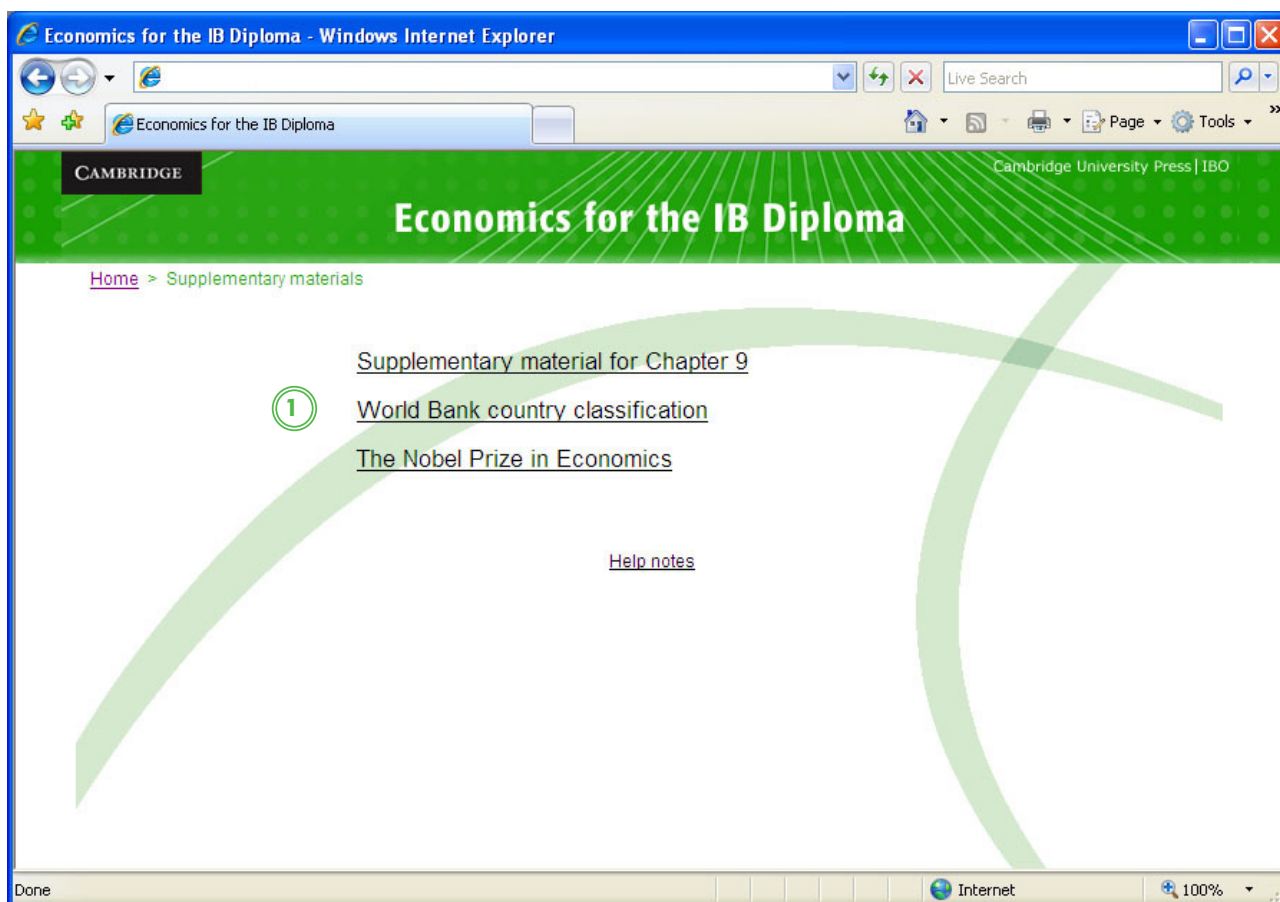 Economics for the IB Diploma - Windows Internet Explorer
Live Search
Economics for the IB Diploma
Page Tools »
CAMBRIDGE
Cambridge University Press | IBO
Economics for the IB Diploma
Home > Supplementary materials
Supplementary material for Chapter 9
1 World Bank country classification
The Nobel Prize in Economics
Help notes
Done Internet 100%